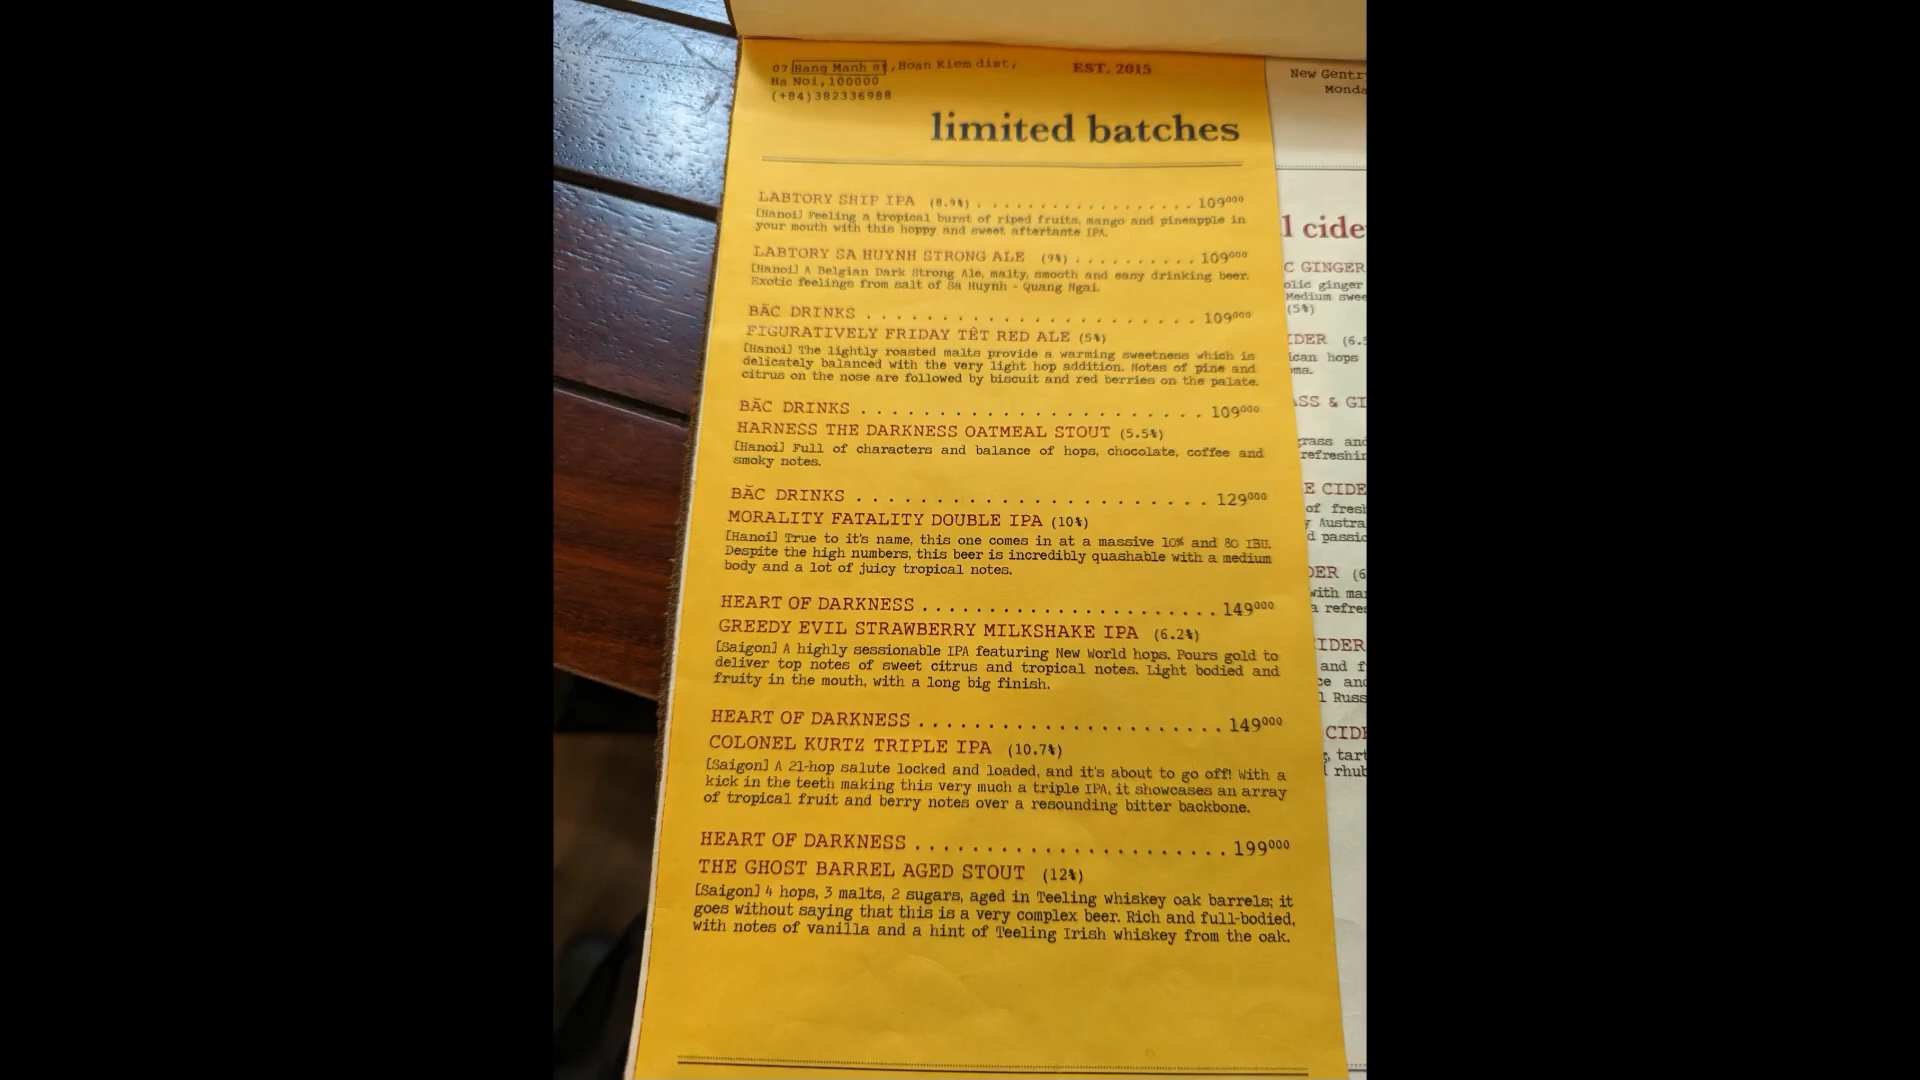 07 Hang Manh st, Hoan Kiem dist,
Ha Noi, 100000
(+84)382336988
EST. 2015
limited batches
LABTORY SHIP IPA (8.9%) . . . . . . . . . . . . . . . . . 109000
[Hanoi] Feeling a tropical burst of riped fruits, mango and pineapple in
your mouth with this hoppy and sweet aftertaste IPA.
LABTORY SA HUYNH STRONG ALE (9%) . . . . . . . . . . 109000
[Hanoi] A Belgian Dark Strong Ale, malty, smooth and easy drinking beer.
Exotic feelings from salt of Sa Huynh - Quang Ngai.
BĂC DRINKS . . . . . . . . . . . . . . . . . . . . . . . . 109000
FIGURATIVELY FRIDAY TÊT RED ALE (5%)
[Hanoi] The lightly roasted malts provide a warming sweetness which is
delicately balanced with the very light hop addition. Notes of pine and
citrus on the nose are followed by biscuit and red berries on the palate.
BĂC DRINKS . . . . . . . . . . . . . . . . . . . . . . . . 109000
HARNESS THE DARKNESS OATMEAL STOUT (5.5%)
[Hanoi] Full of characters and balance of hops, chocolate, coffee and
smoky notes.
BĂC DRINKS . . . . . . . . . . . . . . . . . . . . . . . . 129000
MORALITY FATALITY DOUBLE IPA (10%)
[Hanoi] True to it's name, this one comes in at a massive 10% and 80 IBU.
Despite the high numbers, this beer is incredibly quashable with a medium
body and a lot of juicy tropical notes.
HEART OF DARKNESS . . . . . . . . . . . . . . . . . . . . . . 149000
GREEDY EVIL STRAWBERRY MILKSHAKE IPA (6.2%)
[Saigon] A highly sessionable IPA featuring New World hops. Pours gold to
deliver top notes of sweet citrus and tropical notes. Light bodied and
fruity in the mouth, with a long big finish.
HEART OF DARKNESS . . . . . . . . . . . . . . . . . . . . . . 149000
COLONEL KURTZ TRIPLE IPA (10.7%)
[Saigon] A 21-hop salute locked and loaded, and it's about to go off! With a
kick in the teeth making this very much a triple IPA, it showcases an array
of tropical fruit and berry notes over a resounding bitter backbone.
HEART OF DARKNESS . . . . . . . . . . . . . . . . . . . . . . 199000
THE GHOST BARREL AGED STOUT (12%)
[Saigon] 4 hops, 3 malts, 2 sugars, aged in Teeling whiskey oak barrels; it
goes without saying that this is a very complex beer. Rich and full-bodied,
with notes of vanilla and a hint of Teeling Irish whiskey from the oak.
New
GINGER
ginger
Medium
(5%)
hops
& 
and
of
(6
with
a
and
and